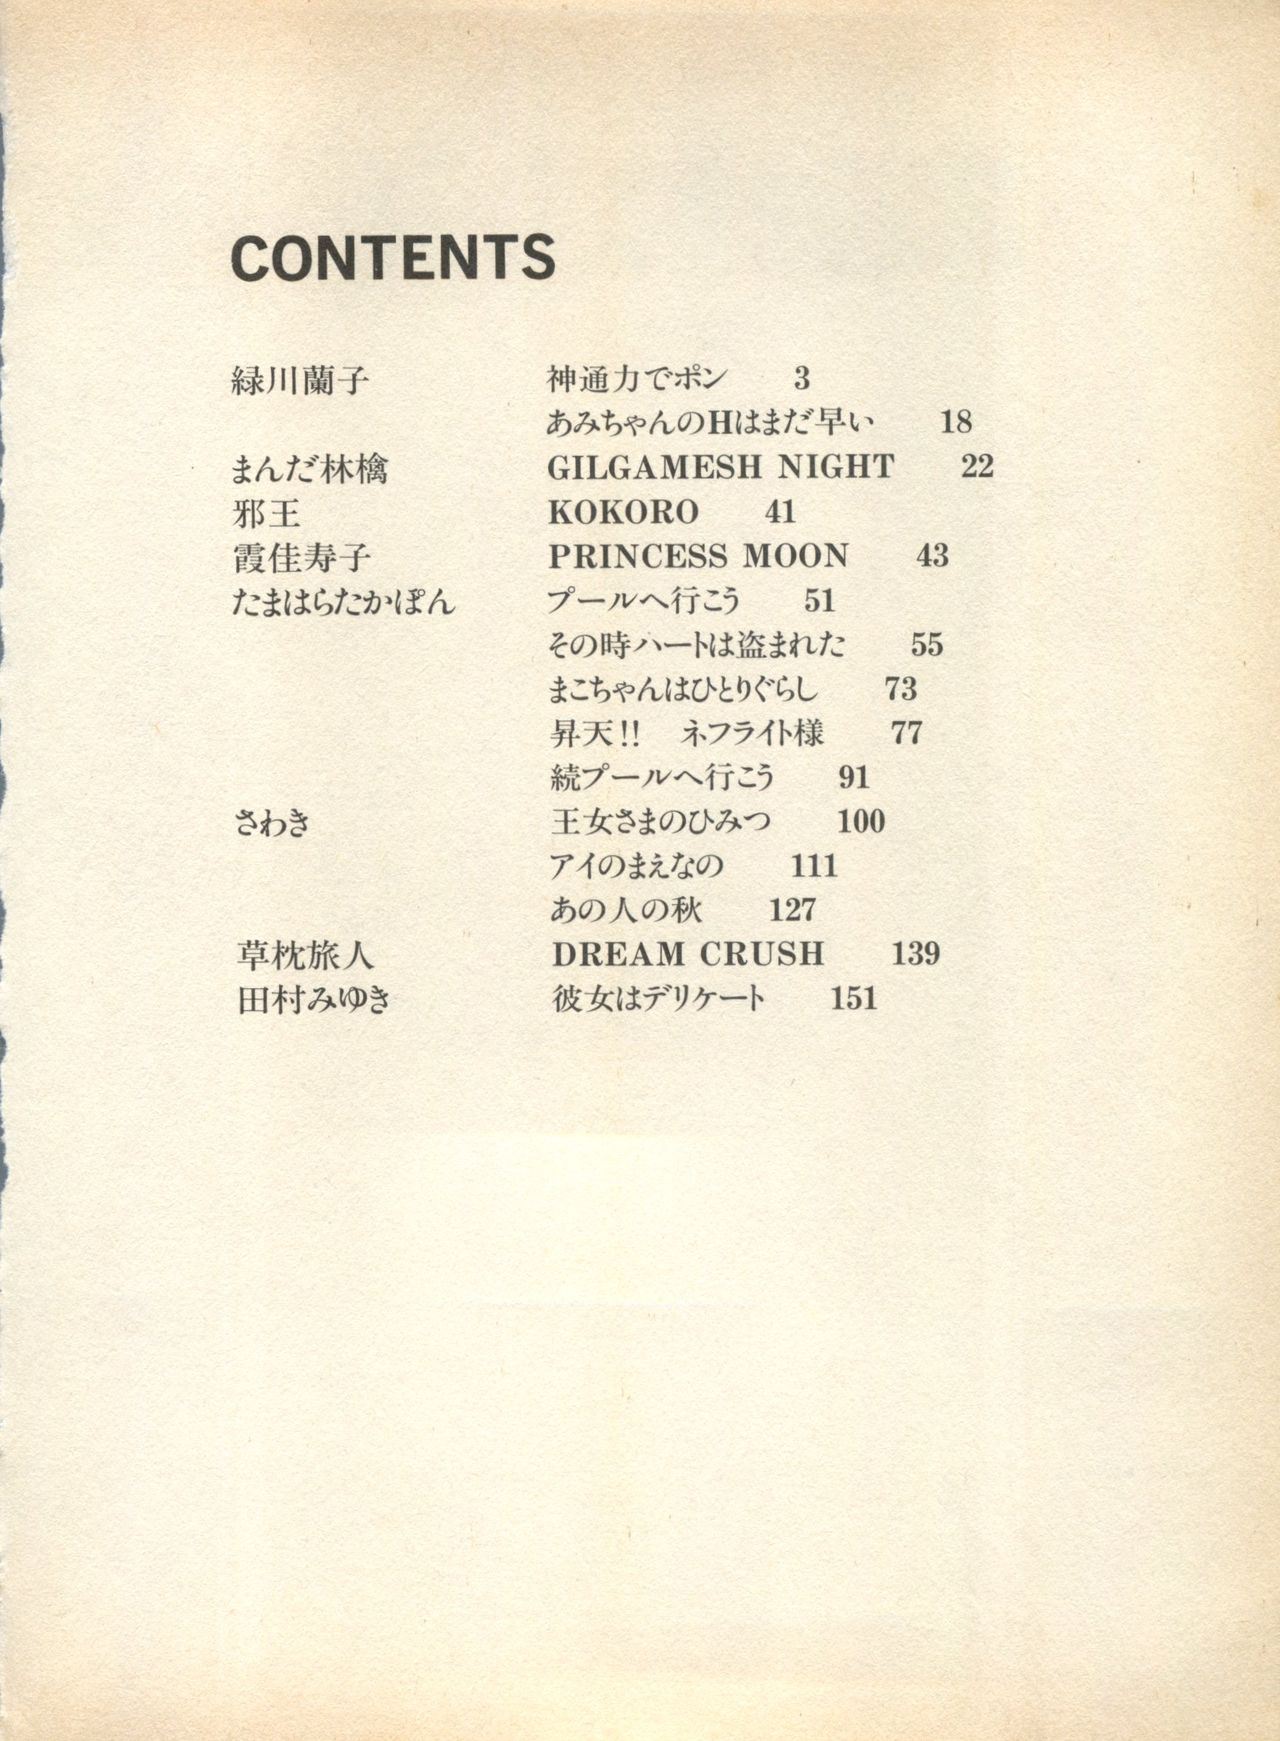 CONTENTS
緑川蘭子 神通力でポン 3
あみちゃんのHはまだ早い 18
まんだ林檎 GILGAMESH NIGHT 22
邪王 KOKORO 41
霞佳寿子 PRINCESS MOON 43
たまはらたかぽん プールへ行こう 51
その時ハートは盗まれた 55
まこちゃんはひとりぐらし 73
昇天!! ネフライト様 77
続プールへ行こう 91
さわき 王女さまのひみつ 100
アイのまえなの 111
あの人の秋 127
草枕旅人 DREAM CRUSH 139
田村みゆき 彼女はデリケート 151